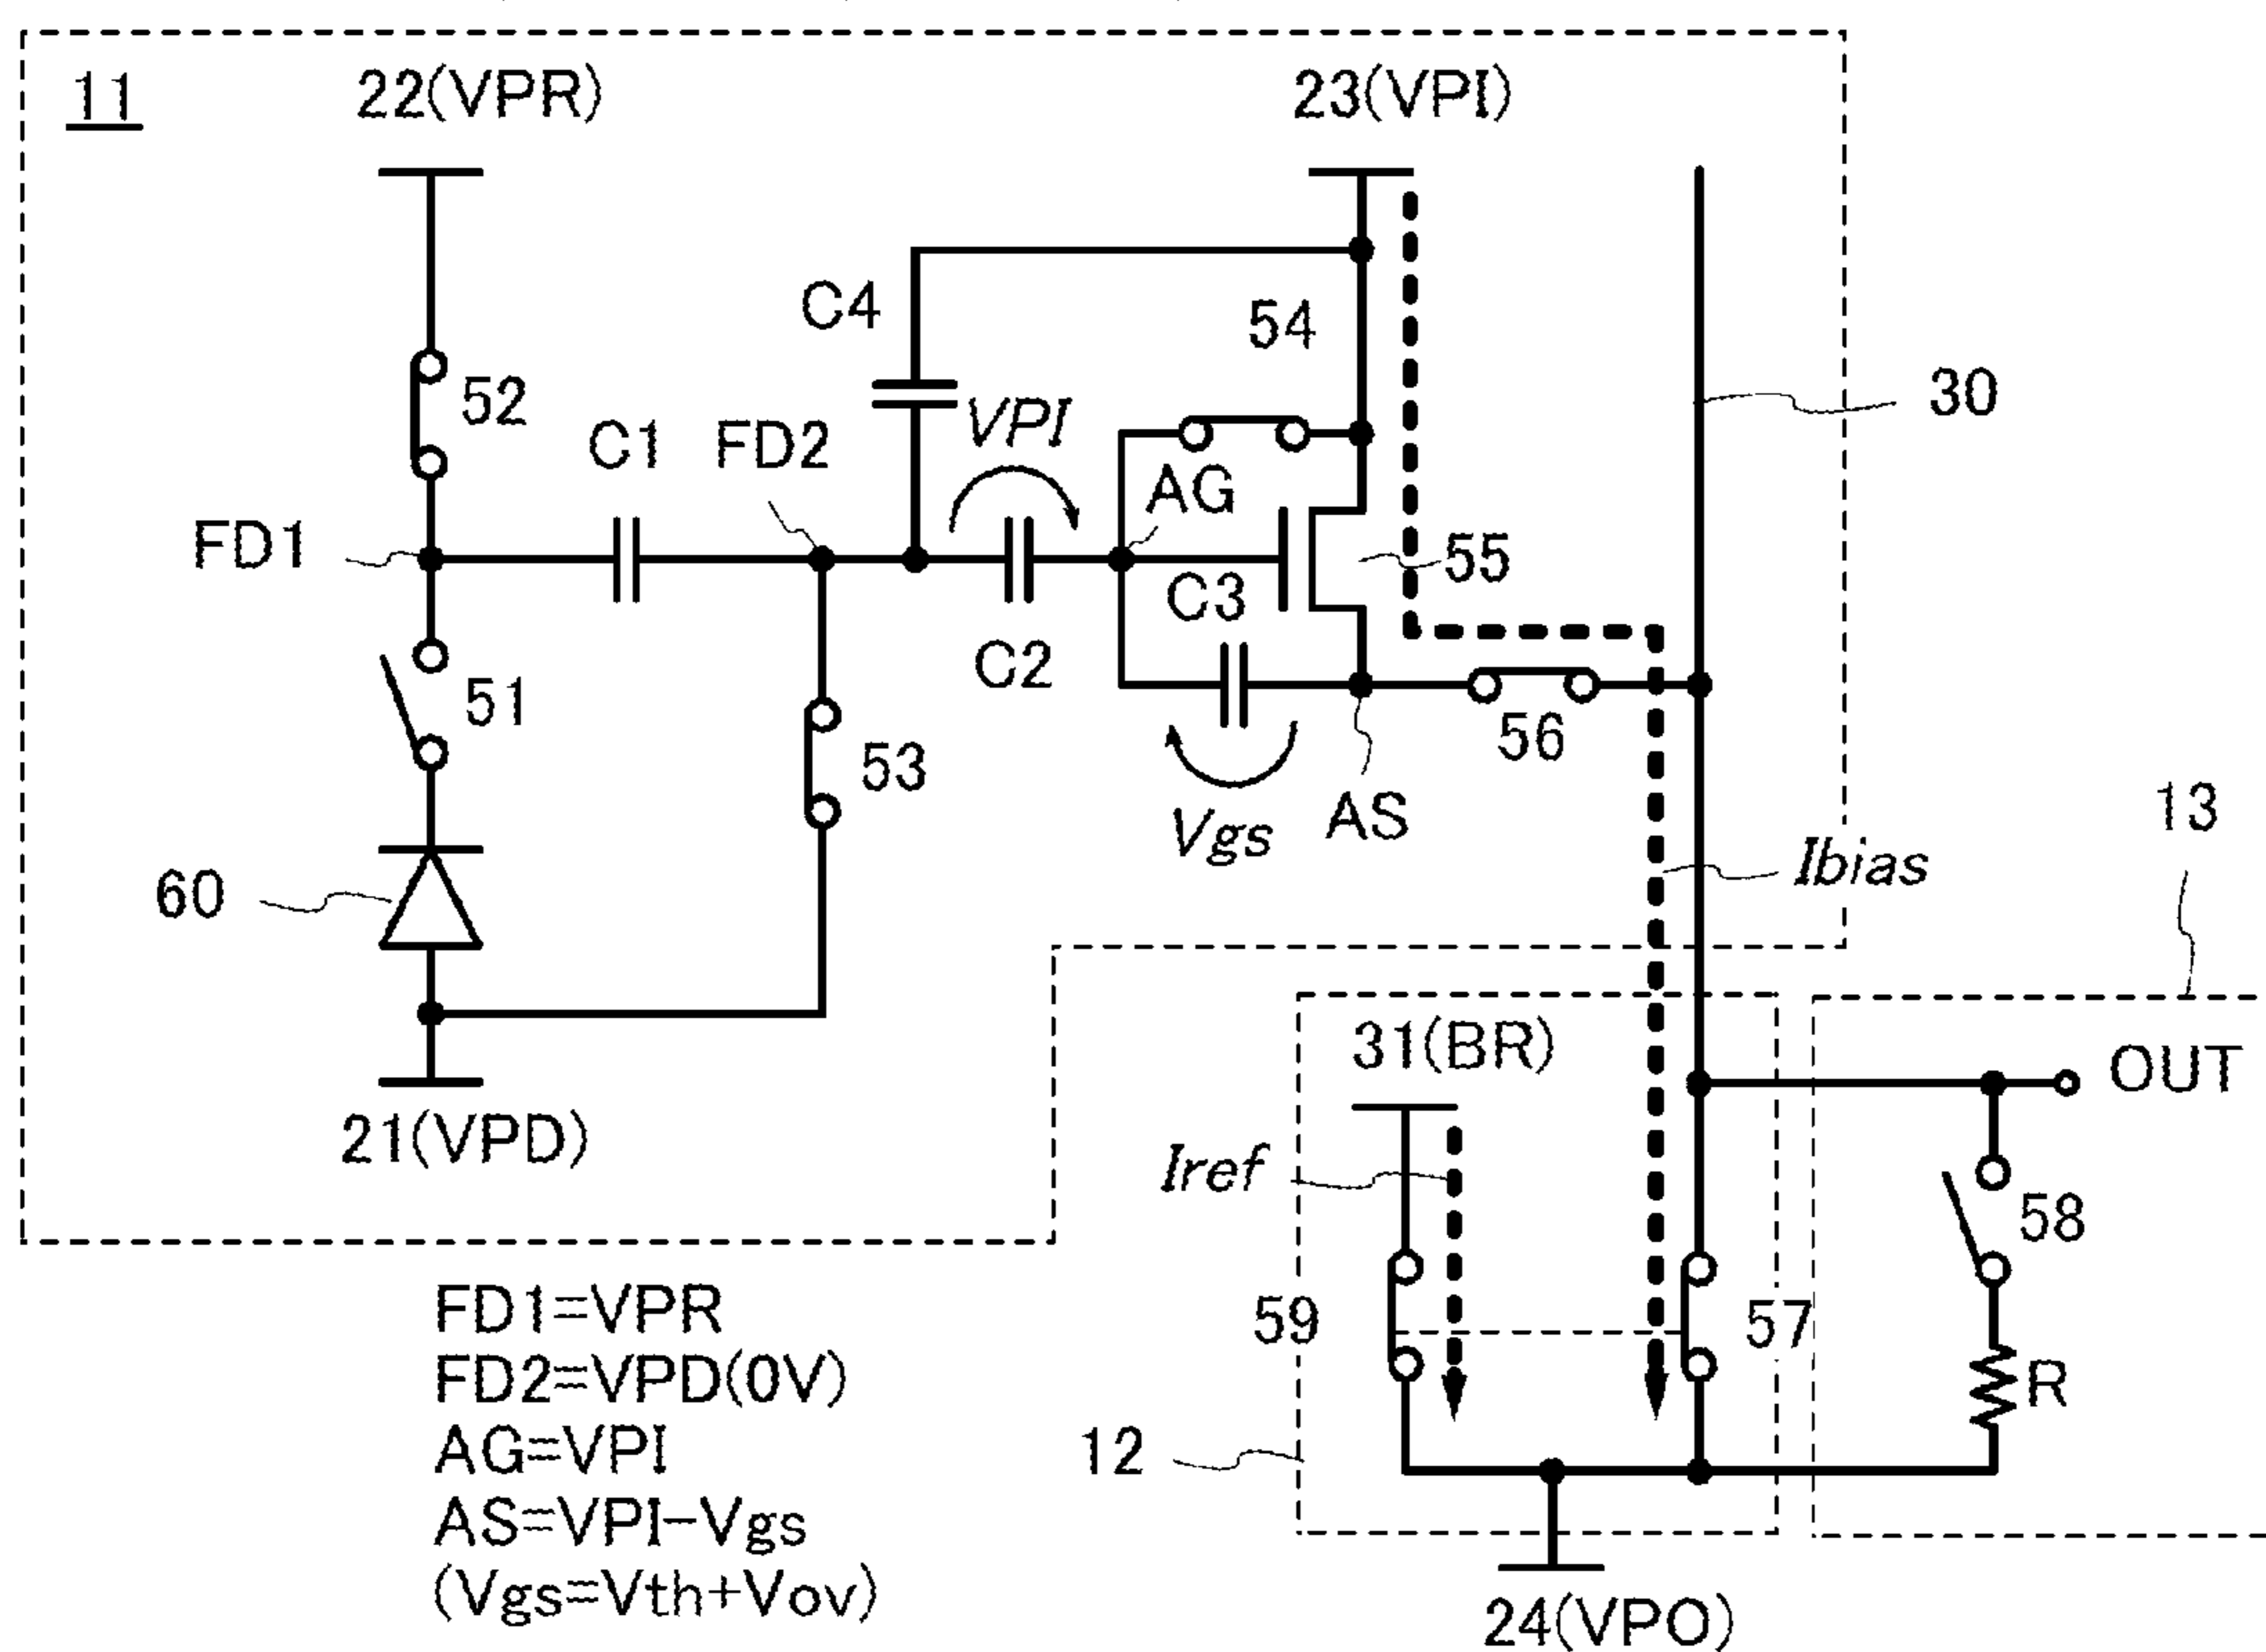 11
22(VPR)
23(VPI)
C4
54
52
30
C1
FD2
VPI
AG
FD1
55
C3
C2
51
56
53
Vgs
AS
13
60
Ibias
31(BR)
OUT
21(VPD)
Iref
58
59
57
R
12
FD1=VPR
FD2=VPD(0V)
AG=VPI
AS=VPI-Vgs
(Vgs=Vth+Vov)
24(VPO)